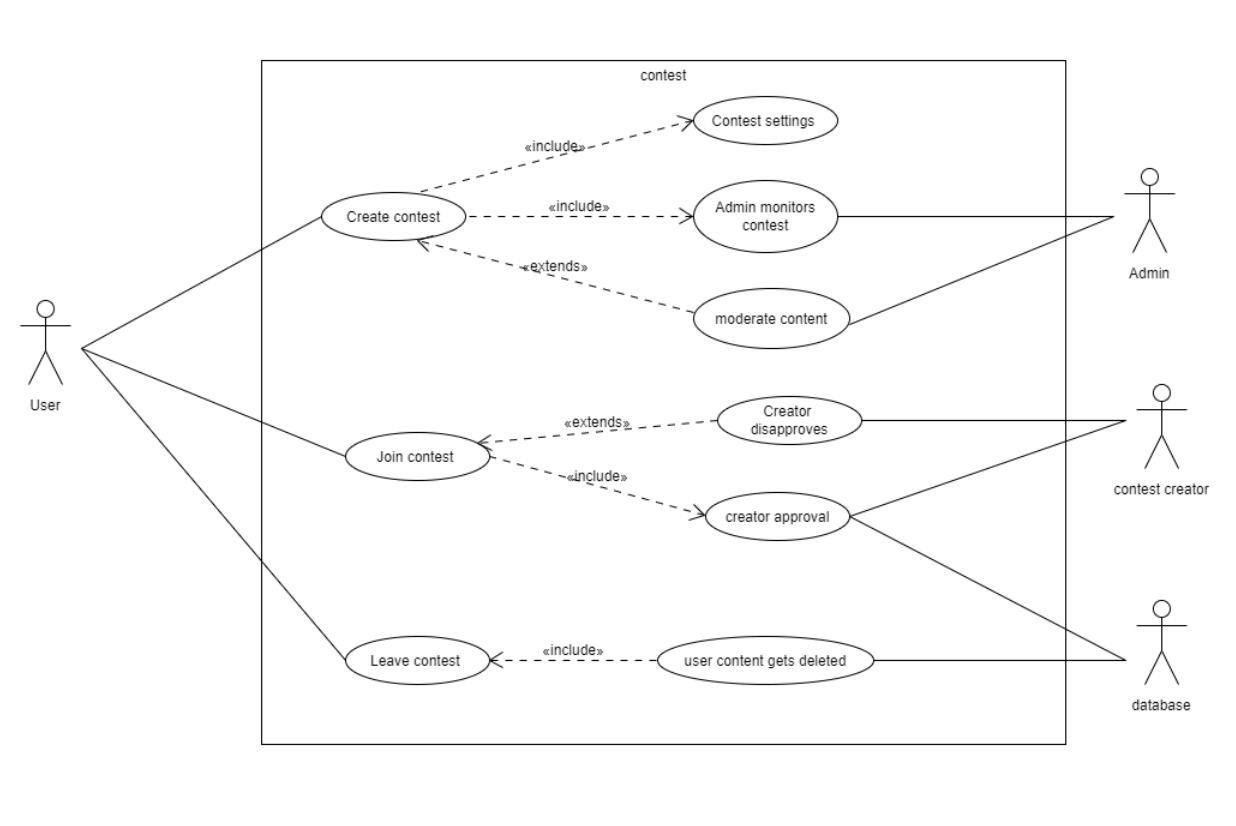 contest
Contest settings
«include»
Create contest
«include»
Admin monitors
contest
«extends»
moderate content
Admin
User
Creator
disapproves
«extends»
Join contest
«include»
creator approval
contest creator
Leave contest
«include»
user content gets deleted
database